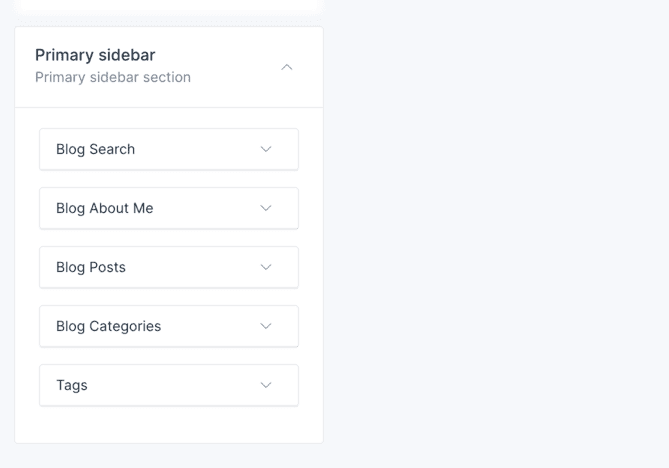 Primary sidebar
Primary sidebar section
Blog Search
Blog About Me
Blog Posts
Blog Categories
Tags